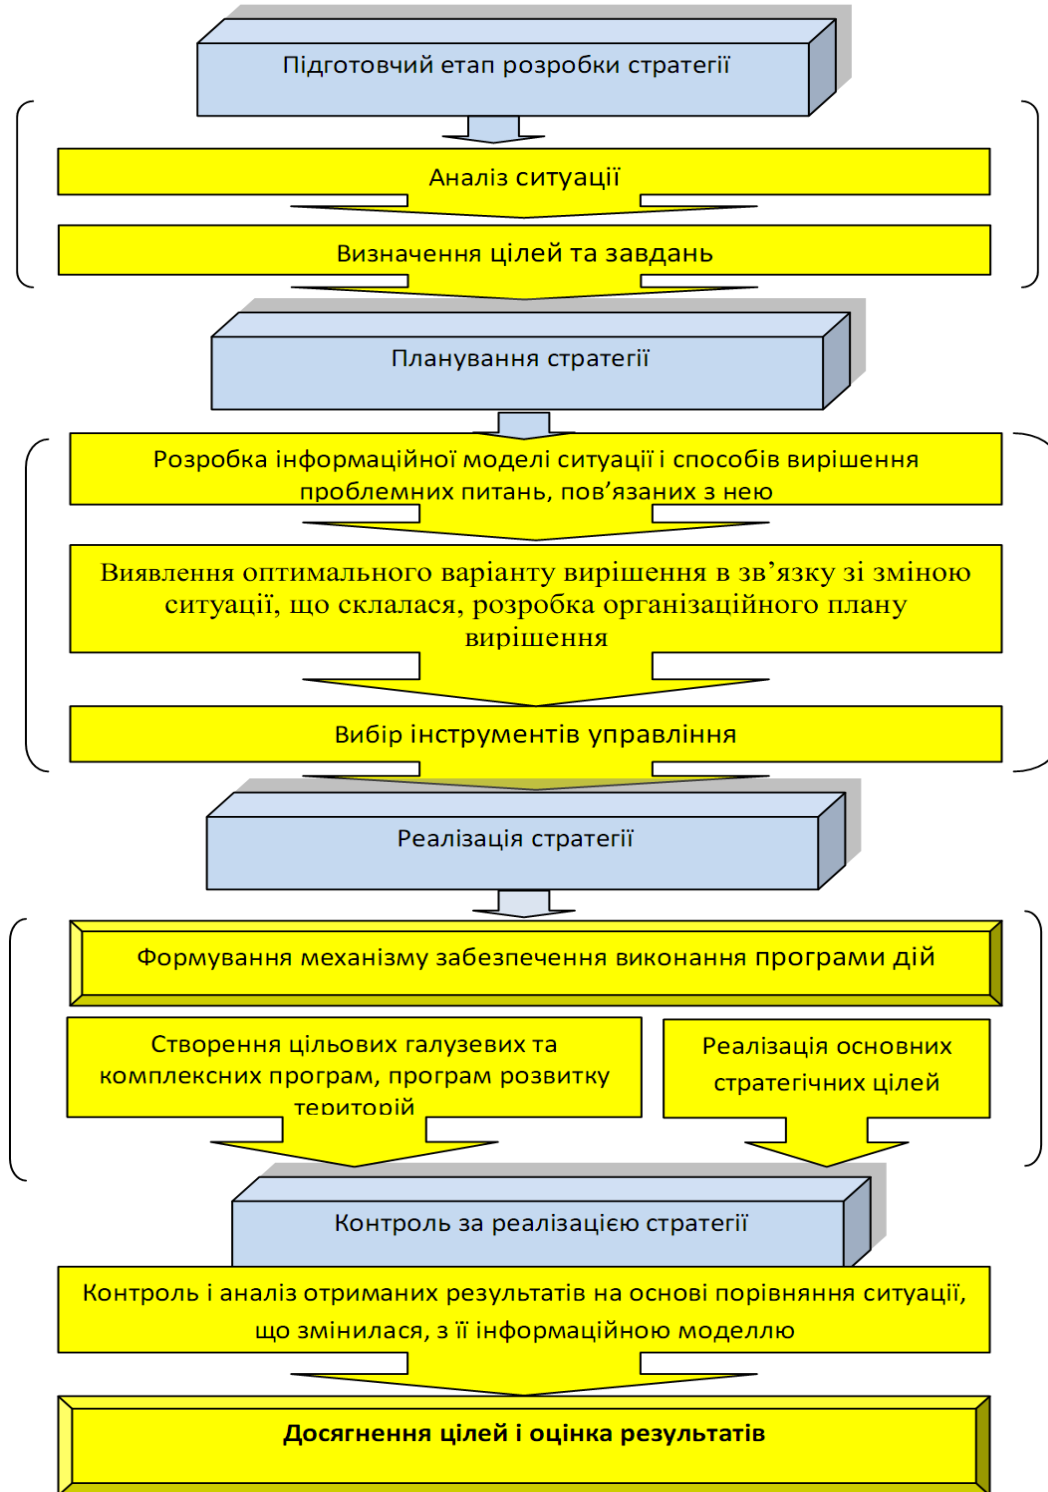 Підготовчий етап розробки стратегії
Аналіз ситуації
Визначення цілей та завдань
Планування стратегії
Розробка інформаційної моделі ситуації і способів вирішення
проблемних питань, пов’язаних з нею
Виявлення оптимального варіанту вирішення в зв’язку зі зміною
ситуації, що склалася, розробка організаційного плану
вирішення
Вибір інструментів управління
Реалізація стратегії
Формування механізму забезпечення виконання програми дій
Створення цільових галузевих та
комплексних програм, програм розвитку
територій
Реалізація основних
стратегічних цілей
Контроль за реалізацією стратегії
Контроль і аналіз отриманих результатів на основі порівняння ситуації,
що змінилася, з її інформаційною моделлю
Досягнення цілей і оцінка результатів